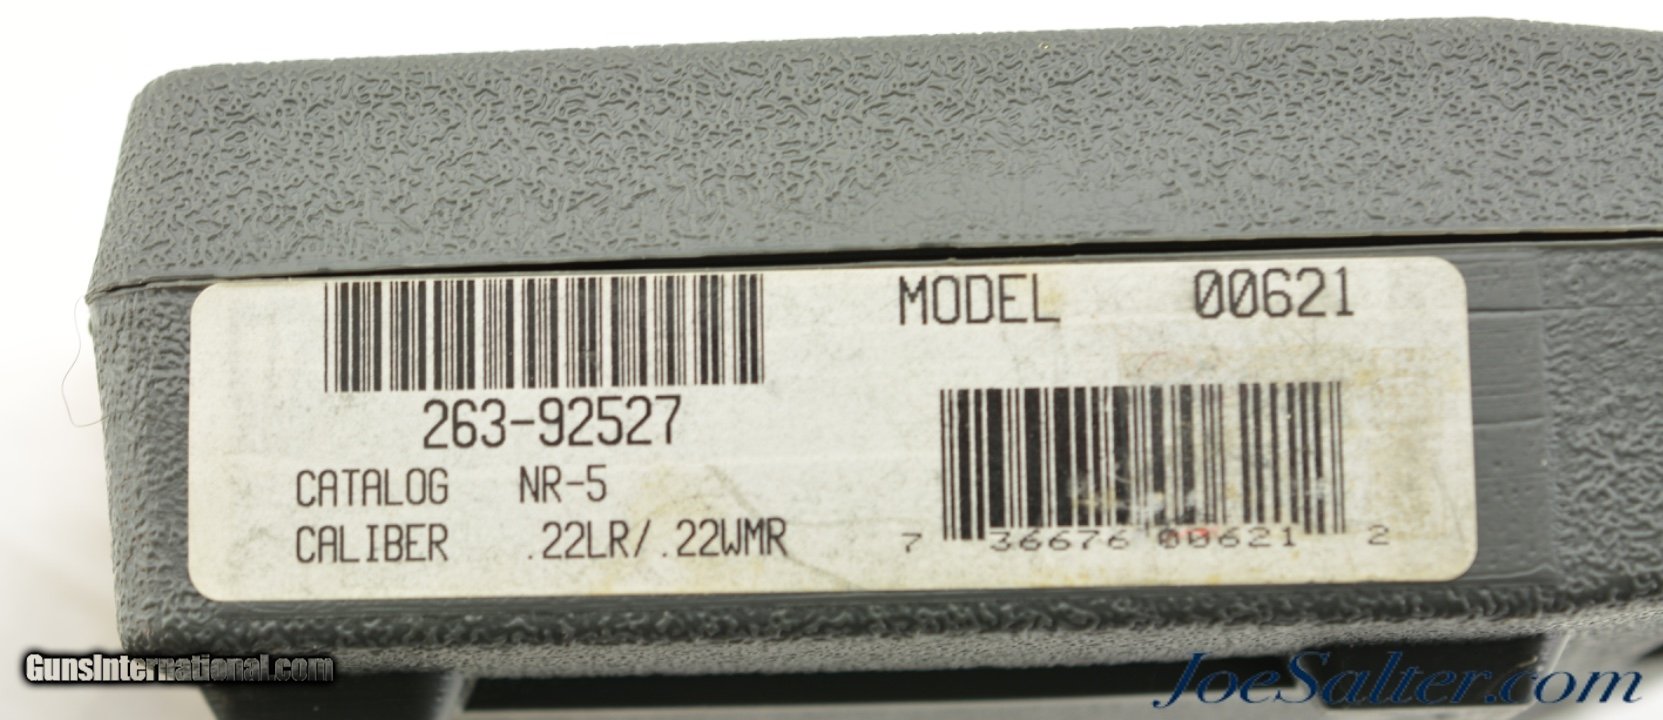 MODEL 00621
263-92527
CATALOG NR-5
CALIBER .22LR/.22WMR
7 36676 00621 2
GunsInternational.com
JoeSalter.com